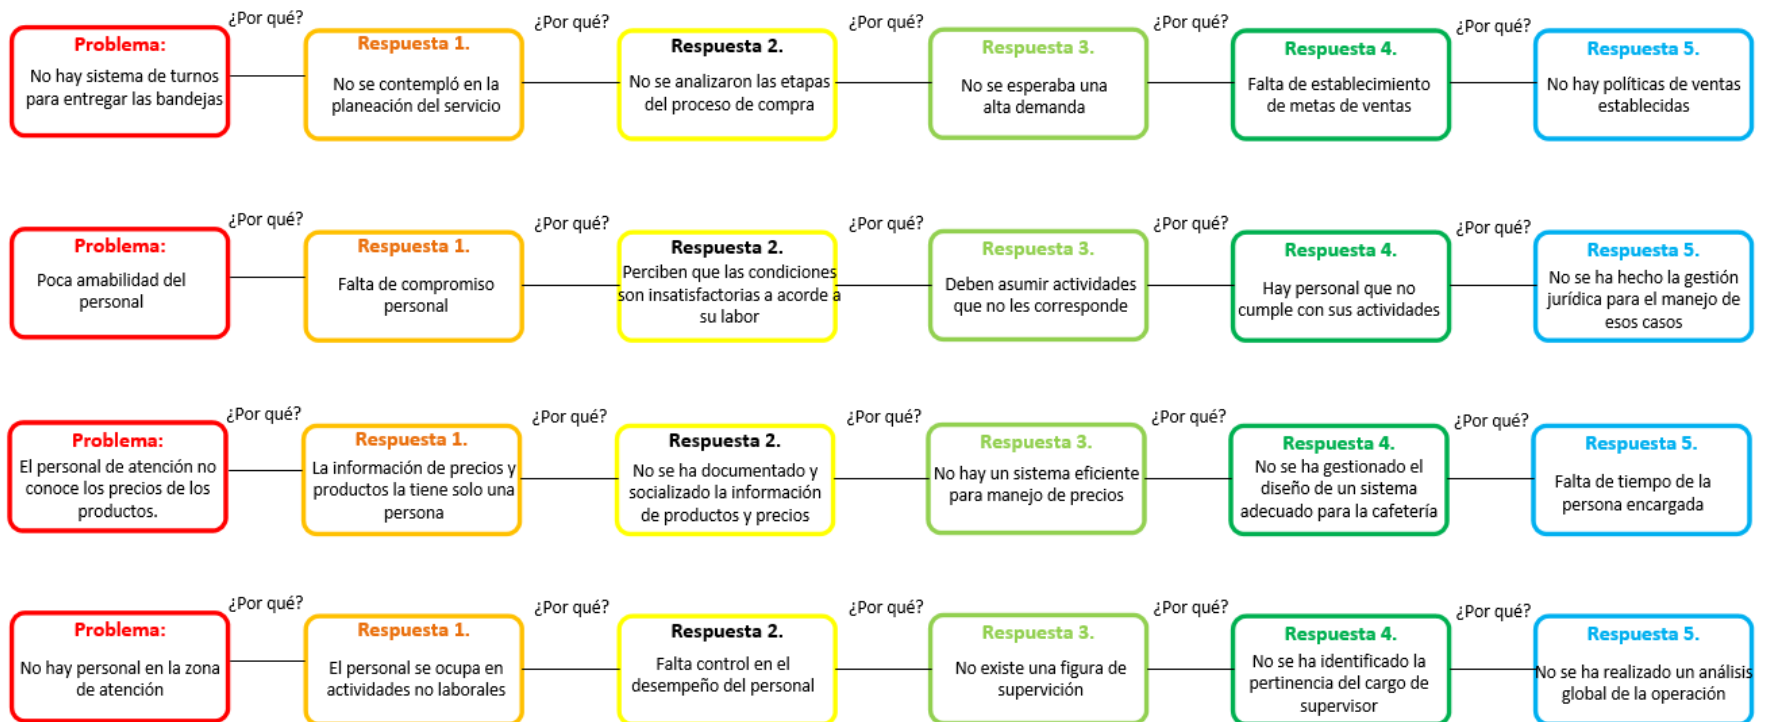 ¿Por qué?
¿Por qué?
¿Por qué?
¿Por qué?
¿Por qué?
Problema:
No hay sistema de turnos
para entregar las bandejas
Respuesta 1.
No se contempló en la
planeación del servicio
Respuesta 2.
No se analizaron las etapas
del proceso de compra
Respuesta 3.
No se esperaba una
alta demanda
Respuesta 4.
Falta de establecimiento
de metas de ventas
Respuesta 5.
No hay políticas de ventas
establecidas
¿Por qué?
¿Por qué?
¿Por qué?
¿Por qué?
¿Por qué?
Problema:
Poca amabilidad del
personal
Respuesta 1.
Falta de compromiso
personal
Respuesta 2.
Perciben que las condiciones
son insatisfactorias a acorde a
su labor
Respuesta 3.
Deben asumir actividades
que no les corresponde
Respuesta 4.
Hay personal que no
cumple con sus actividades
Respuesta 5.
No se ha hecho la gestión
jurídica para el manejo de
esos casos
¿Por qué?
¿Por qué?
¿Por qué?
¿Por qué?
¿Por qué?
Problema:
El personal de atención no
conoce los precios de los
productos.
Respuesta 1.
La información de precios y
productos la tiene solo una
persona
Respuesta 2.
No se ha documentado y
socializado la información
de productos y precios
Respuesta 3.
No hay un sistema eficiente
para manejo de precios
Respuesta 4.
No se ha gestionado el
diseño de un sistema
adecuado para la cafetería
Respuesta 5.
Falta de tiempo de la
persona encargada
¿Por qué?
¿Por qué?
¿Por qué?
¿Por qué?
¿Por qué?
Problema:
No hay personal en la zona
de atención
Respuesta 1.
El personal se ocupa en
actividades no laborales
Respuesta 2.
Falta control en el
desempeño del personal
Respuesta 3.
No existe una figura de
supervición
Respuesta 4.
No se ha identificado la
pertinencia del cargo de
supervisor
Respuesta 5.
No se ha realizado un análisis
global de la operación